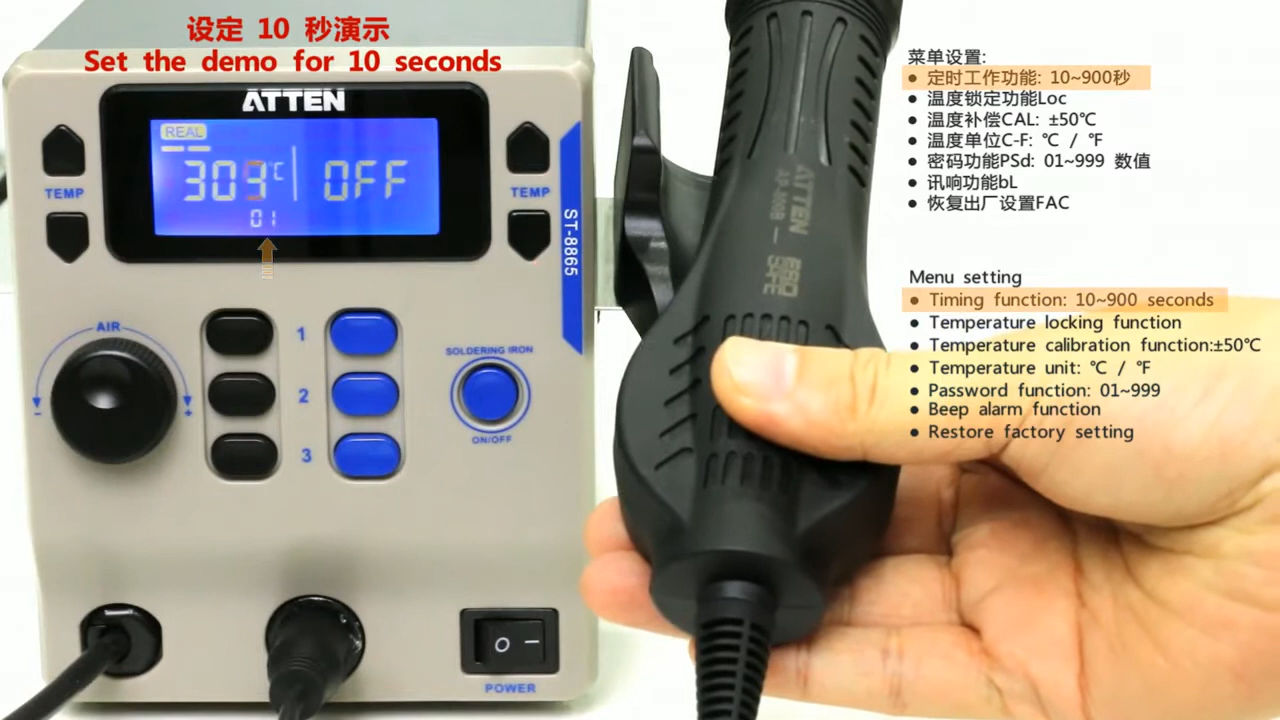 设定 10 秒演示
Set the demo for 10 seconds
ATTEN
REAL
303℃ OFF
01
TEMP
TEMP
ST-8865
AIR
- +
1
2
3
SOLDERING IRON
ON/OFF
POWER
ATTEN
ESD
SAFE
菜单设置:
● 定时工作功能: 10~900秒
● 温度锁定功能Loc
● 温度补偿CAL: ±50℃
● 温度单位C-F: ℃ / ℉
● 密码功能PSd: 01~999 数值
● 讯响功能bL
● 恢复出厂设置FAC
Menu setting
● Timing function: 10~900 seconds
● Temperature locking function
● Temperature calibration function:±50℃
● Temperature unit: ℃ / ℉
● Password function: 01~999
● Beep alarm function
● Restore factory setting